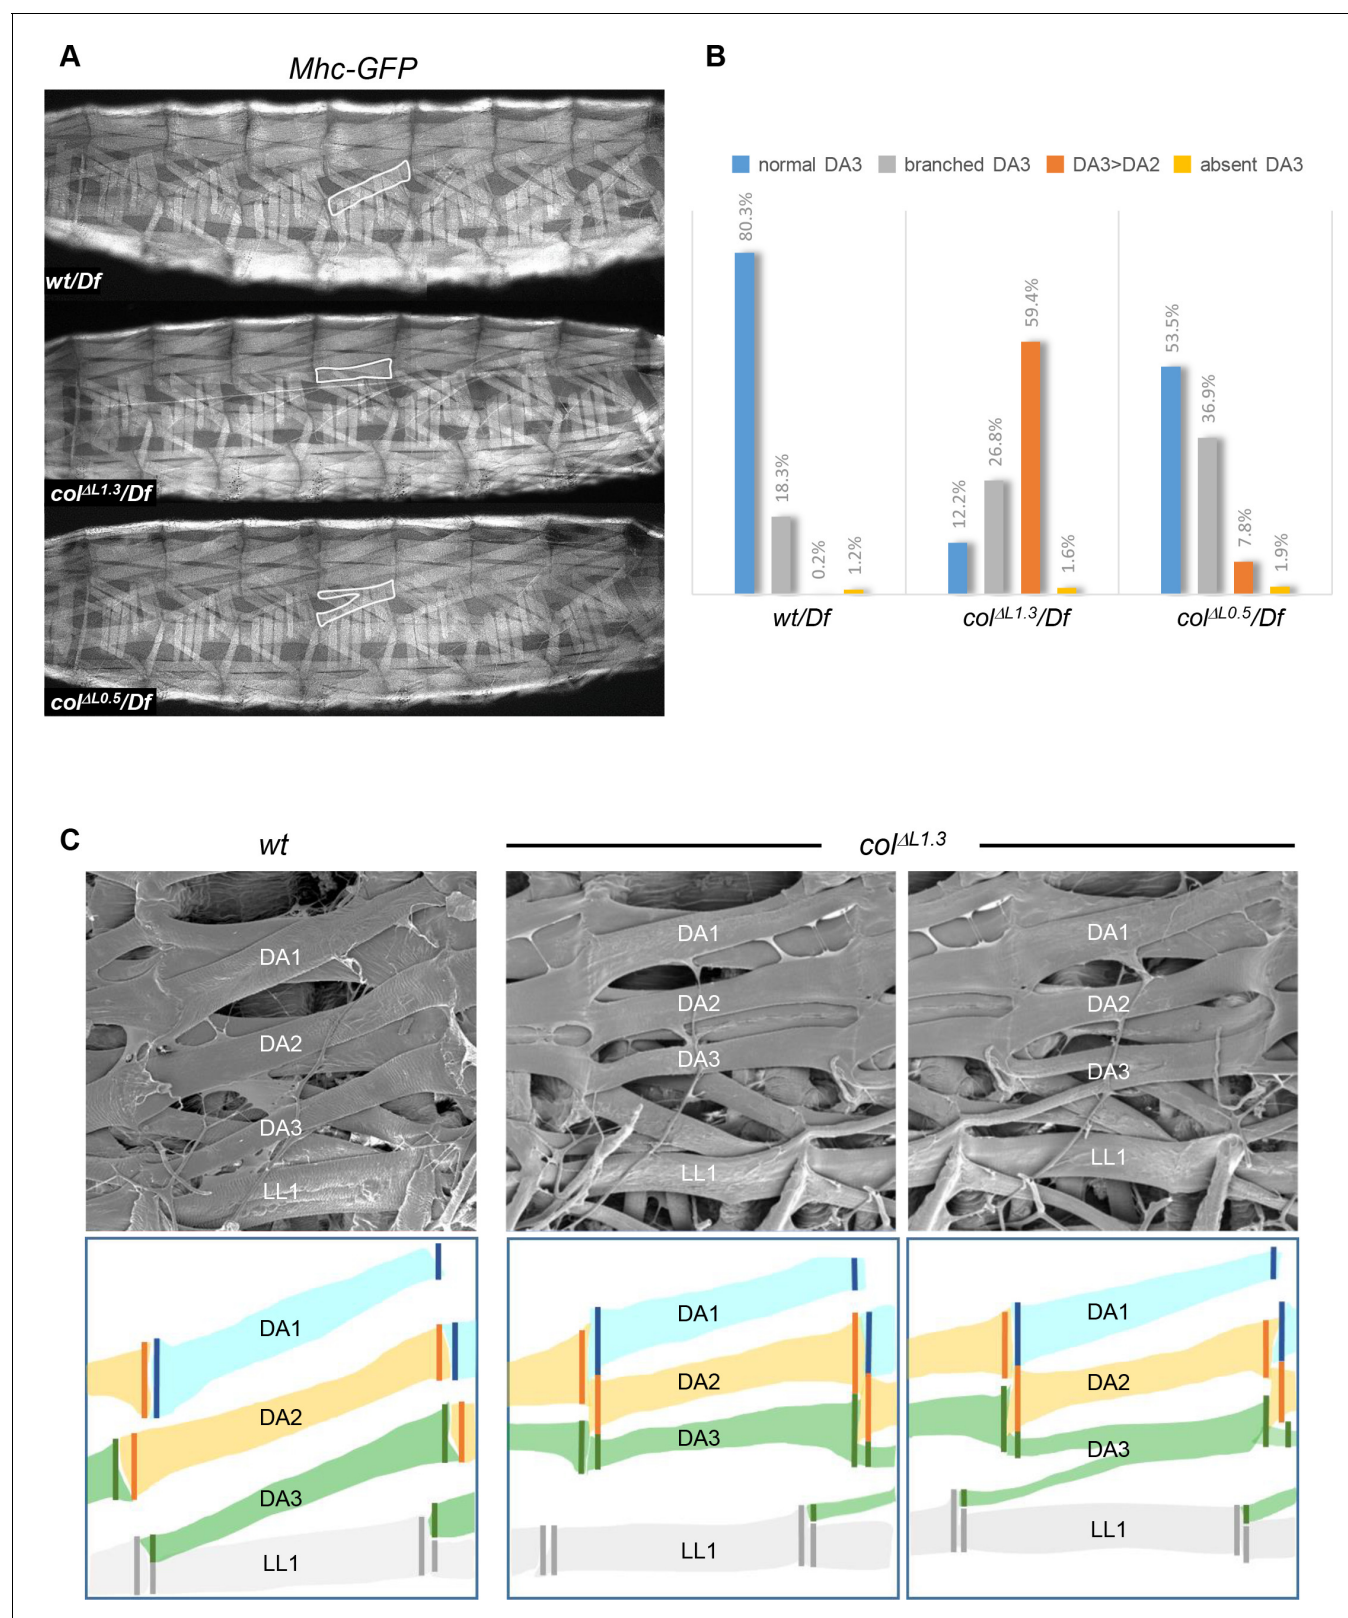 A
Mhc-GFP
wt/Df
colΔL1.3/Df
colΔL0.5/Df
B
normal DA3 branched DA3 DA3>DA2 absent DA3
80.3% 18.3% 0.2% 1.2% 12.2% 26.8% 59.4% 1.6% 53.5% 36.9% 7.8% 1.9%
wt/Df colΔL1.3/Df colΔL0.5/Df
C
wt colΔL1.3
DA1 DA1 DA1
DA2 DA2 DA2
DA3 DA3 DA3
LL1 LL1 LL1
DA1 DA1 DA1
DA2 DA2 DA2
DA3 DA3 DA3
LL1 LL1 LL1